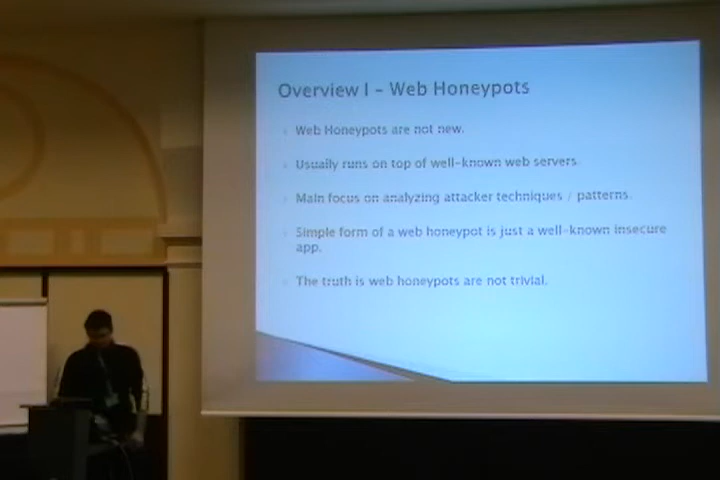 Overview I - Web Honeypots
Web Honeypots are not new.
Usually runs on top of well-known web servers.
Main focus on analyzing attacker techniques / patterns.
Simple form of a web honeypot is just a well-known insecure
app.
The truth is web honeypots are not trivial.